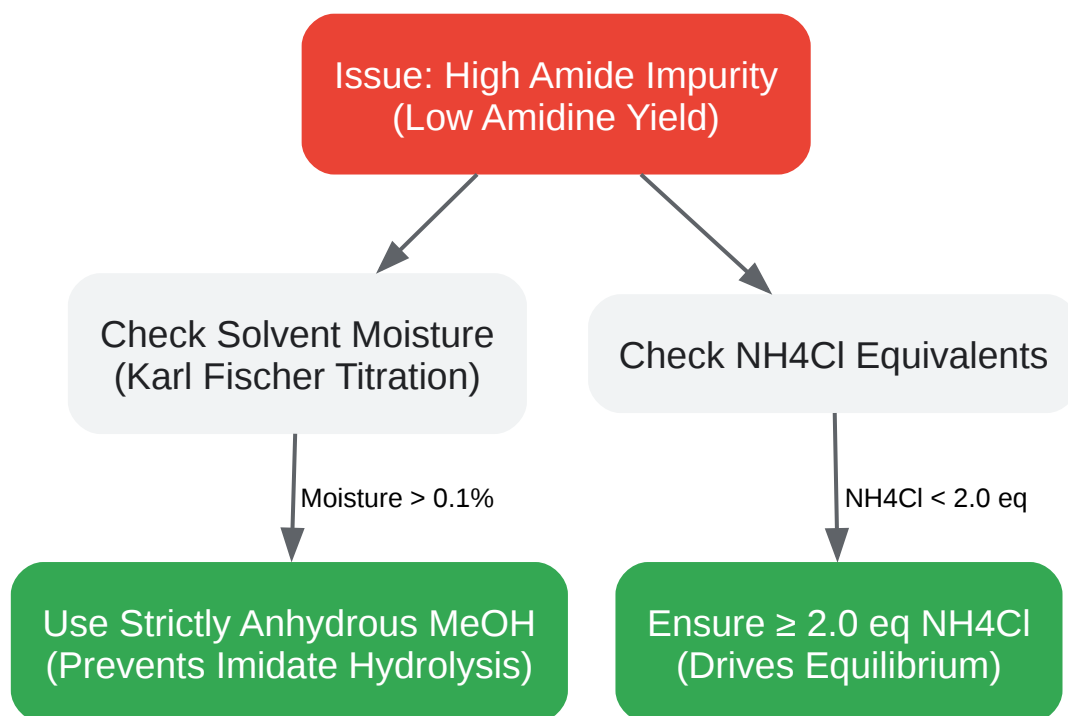 Issue: High Amide Impurity
(Low Amidine Yield)
Check Solvent Moisture
(Karl Fischer Titration)
Check NH4Cl Equivalents
Moisture > 0.1%
NH4Cl < 2.0 eq
Use Strictly Anhydrous MeOH
(Prevents Imidate Hydrolysis)
Ensure ≥ 2.0 eq NH4Cl
(Drives Equilibrium)